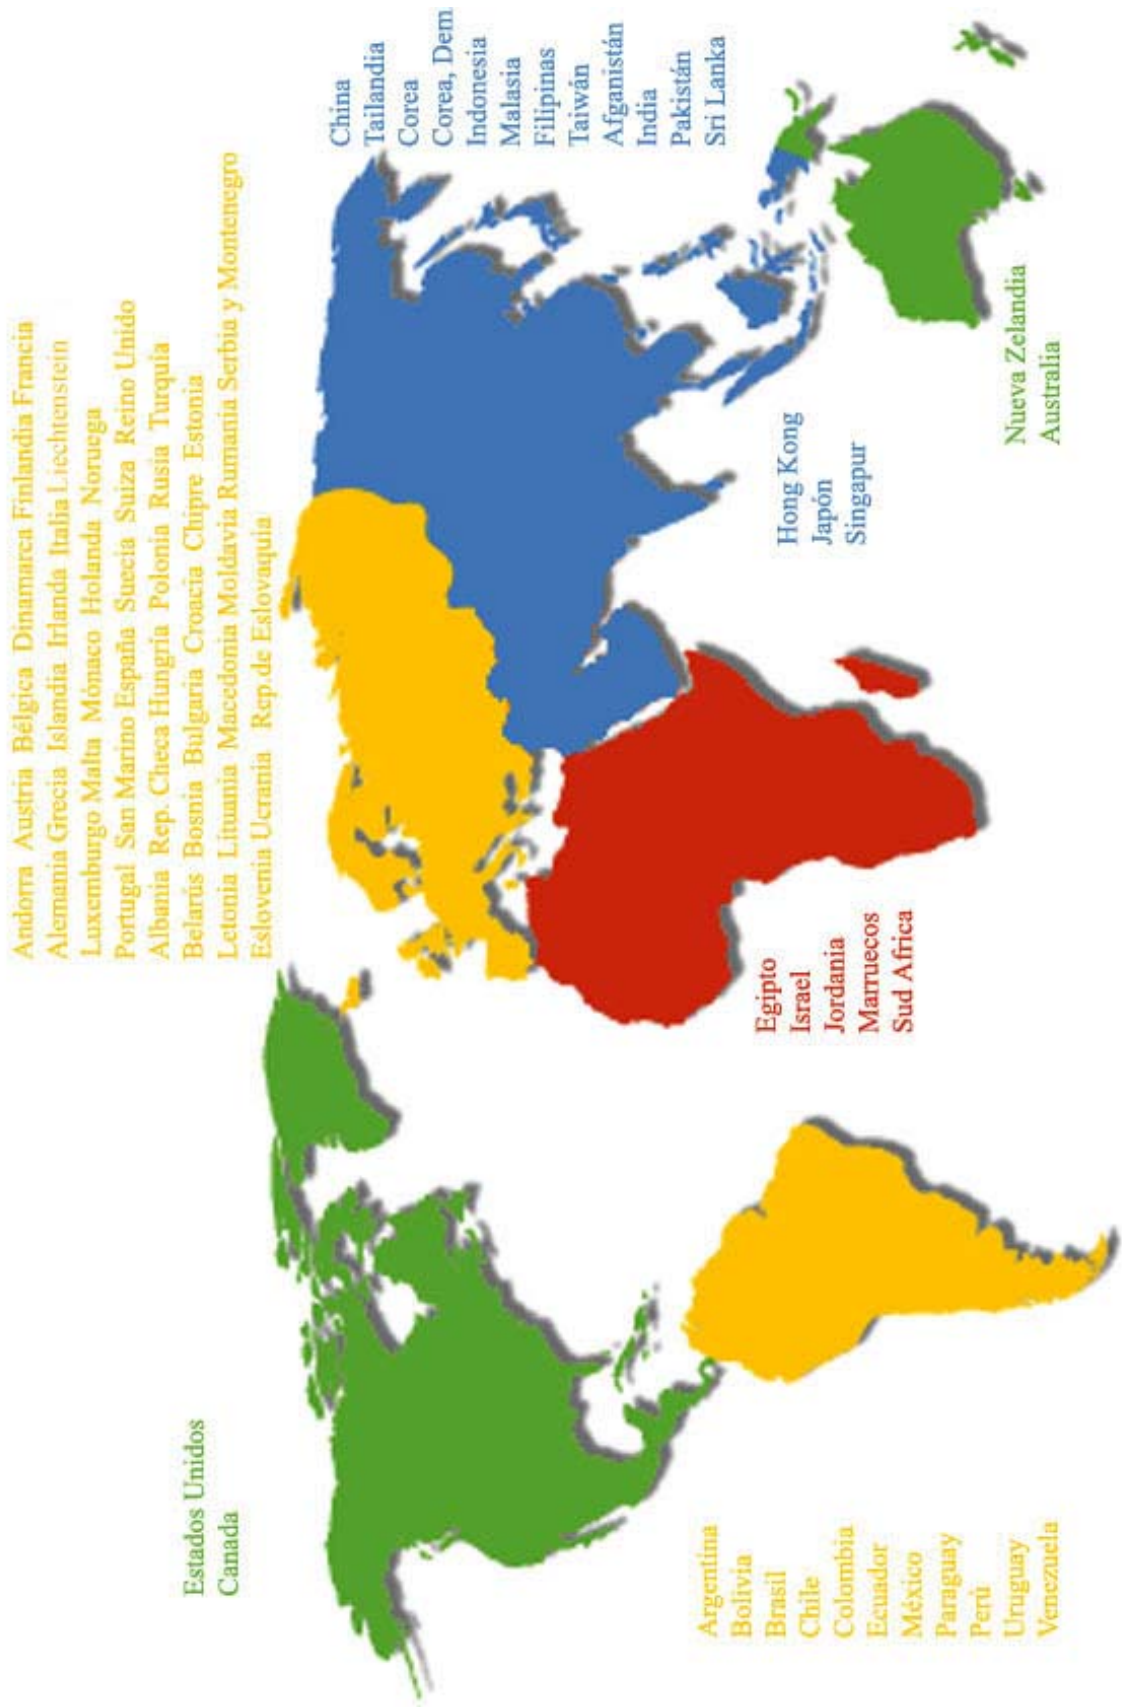 Andorra Austria Bélgica Dinamarca Finlandia Francia
Alemania Grecia Islandia Irlanda Italia Liechtenstein
Luxemburgo Malta Mónaco Holanda Noruega
Portugal San Marino España Suecia Suiza Reino Unido
Albania Rep. Checa Hungría Polonia Rusia Turquia
Belarús Bosnia Bulgaria Croacia Chipre Estonia
Letonia Lituania Macedonia Moldavia Rumania Serbia y Montenegro
Eslovenia Ucrania Rep.de Eslovaquia
Estados Unidos
Canada
China
Tailandia
Corea
Corea, Dem
Indonesia
Malasia
Filipinas
Taiwán
Afganistán
India
Pakistán
Sri Lanka
Argentina
Bolivia
Brasil
Chile
Colombia
Ecuador
México
Paraguay
Perù
Uruguay
Venezuela
Egipto
Israel
Jordania
Marruecos
Sud Africa
Hong Kong
Japón
Singapur
Nueva Zelandia
Australia